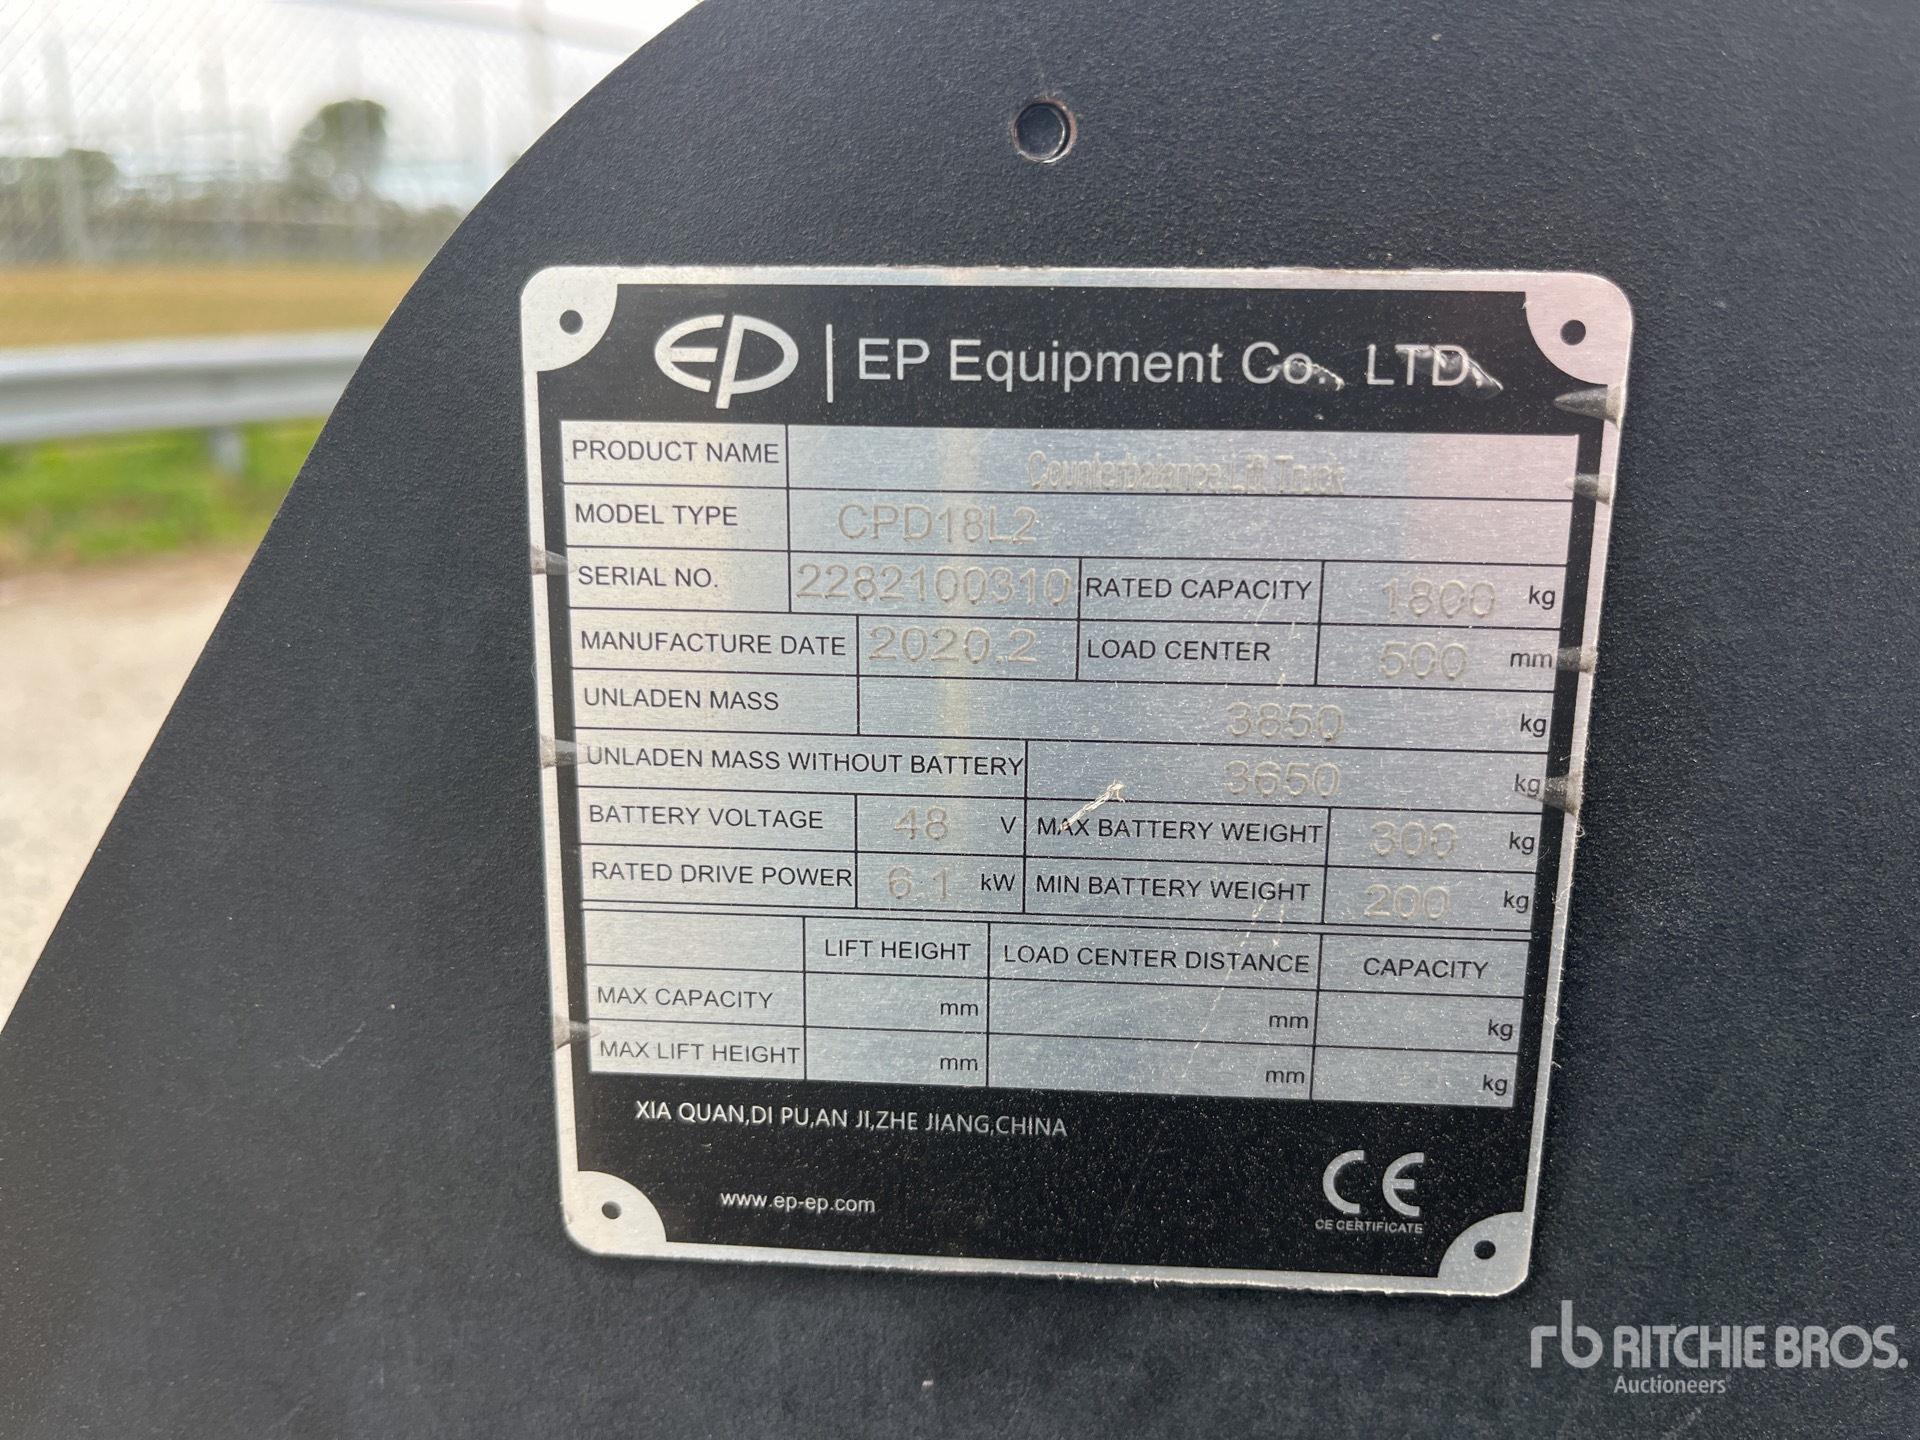 EP | EP Equipment Co., LTD.
PRODUCT NAME Counterbalance Lift Truck
MODEL TYPE CPD18L2
SERIAL NO. 2282100310 RATED CAPACITY 1800 kg
MANUFACTURE DATE 2020.2 LOAD CENTER 500 mm
UNLADEN MASS 3850 kg
UNLADEN MASS WITHOUT BATTERY 3650 kg
BATTERY VOLTAGE 48 V MAX BATTERY WEIGHT 300 kg
RATED DRIVE POWER 6.1 kW MIN BATTERY WEIGHT 200 kg
LIFT HEIGHT LOAD CENTER DISTANCE CAPACITY
MAX CAPACITY mm mm kg
MAX LIFT HEIGHT mm mm kg
XIA QUAN,DI PU,AN JI,ZHE JIANG,CHINA
www.ep-ep.com
CE
CE CERTIFICATE
rb RITCHIE BROS.
Auctioneers